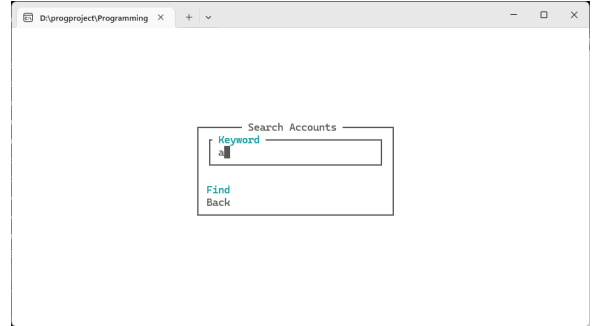 D:\progproject\Programming
Search Accounts
Keyword
a
Find
Back